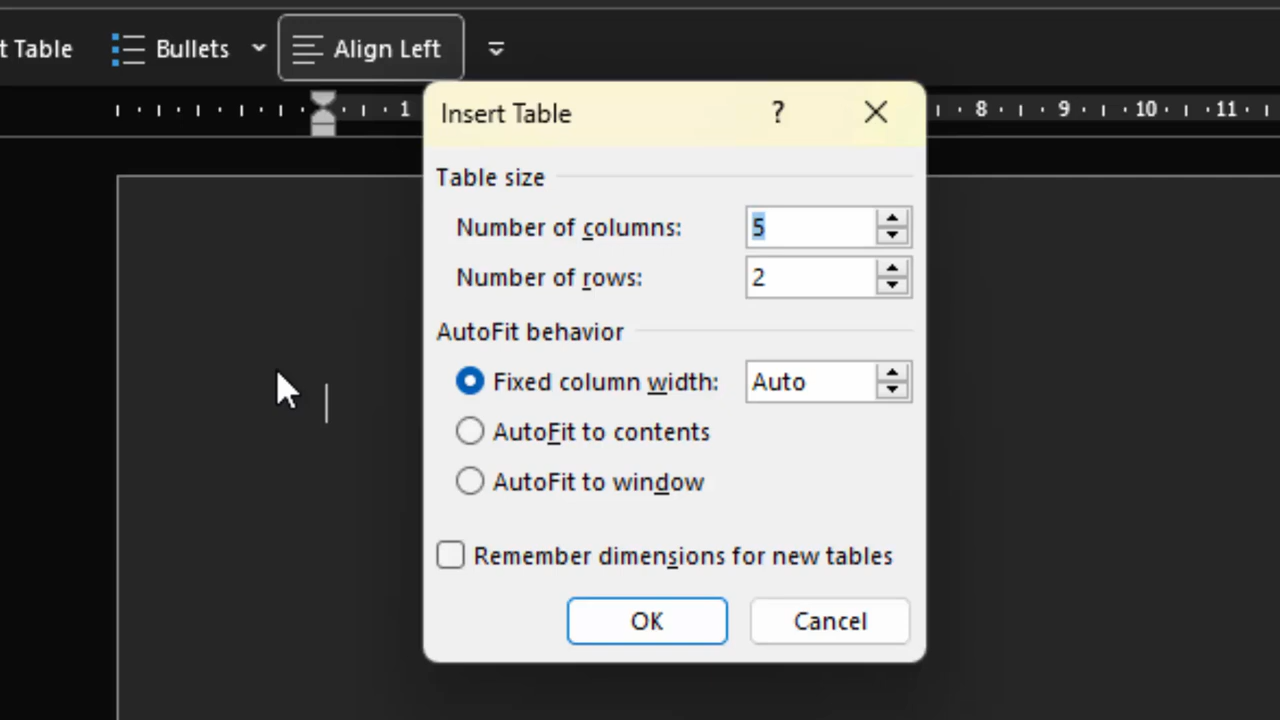 t Table Bullets Align Left
1 8 9 10 11
Insert Table ?
Table size
Number of columns: 5
Number of rows: 2
AutoFit behavior
Fixed column width: Auto
AutoFit to contents
AutoFit to window
Remember dimensions for new tables
OK Cancel